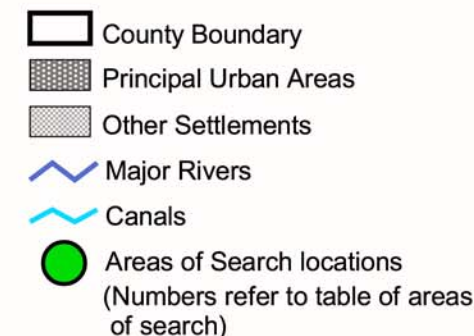 County Boundary
Principal Urban Areas
Other Settlements
Major Rivers
Canals
Areas of Search locations
(Numbers refer to table of areas
of search)